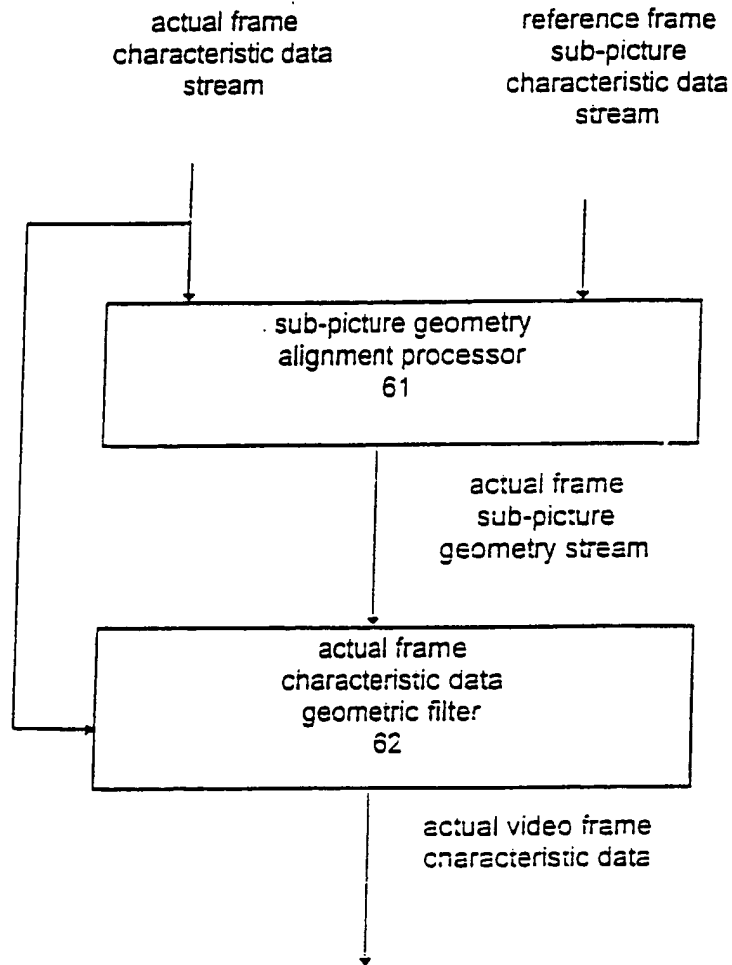 actual frame
characteristic data
stream
reference frame
sub-picture
characteristic data
stream
sub-picture geometry
alignment processor
61
actual frame
sub-picture
geometry stream
actual frame
characteristic data
geometric filter
62
actual video frame
characteristic data